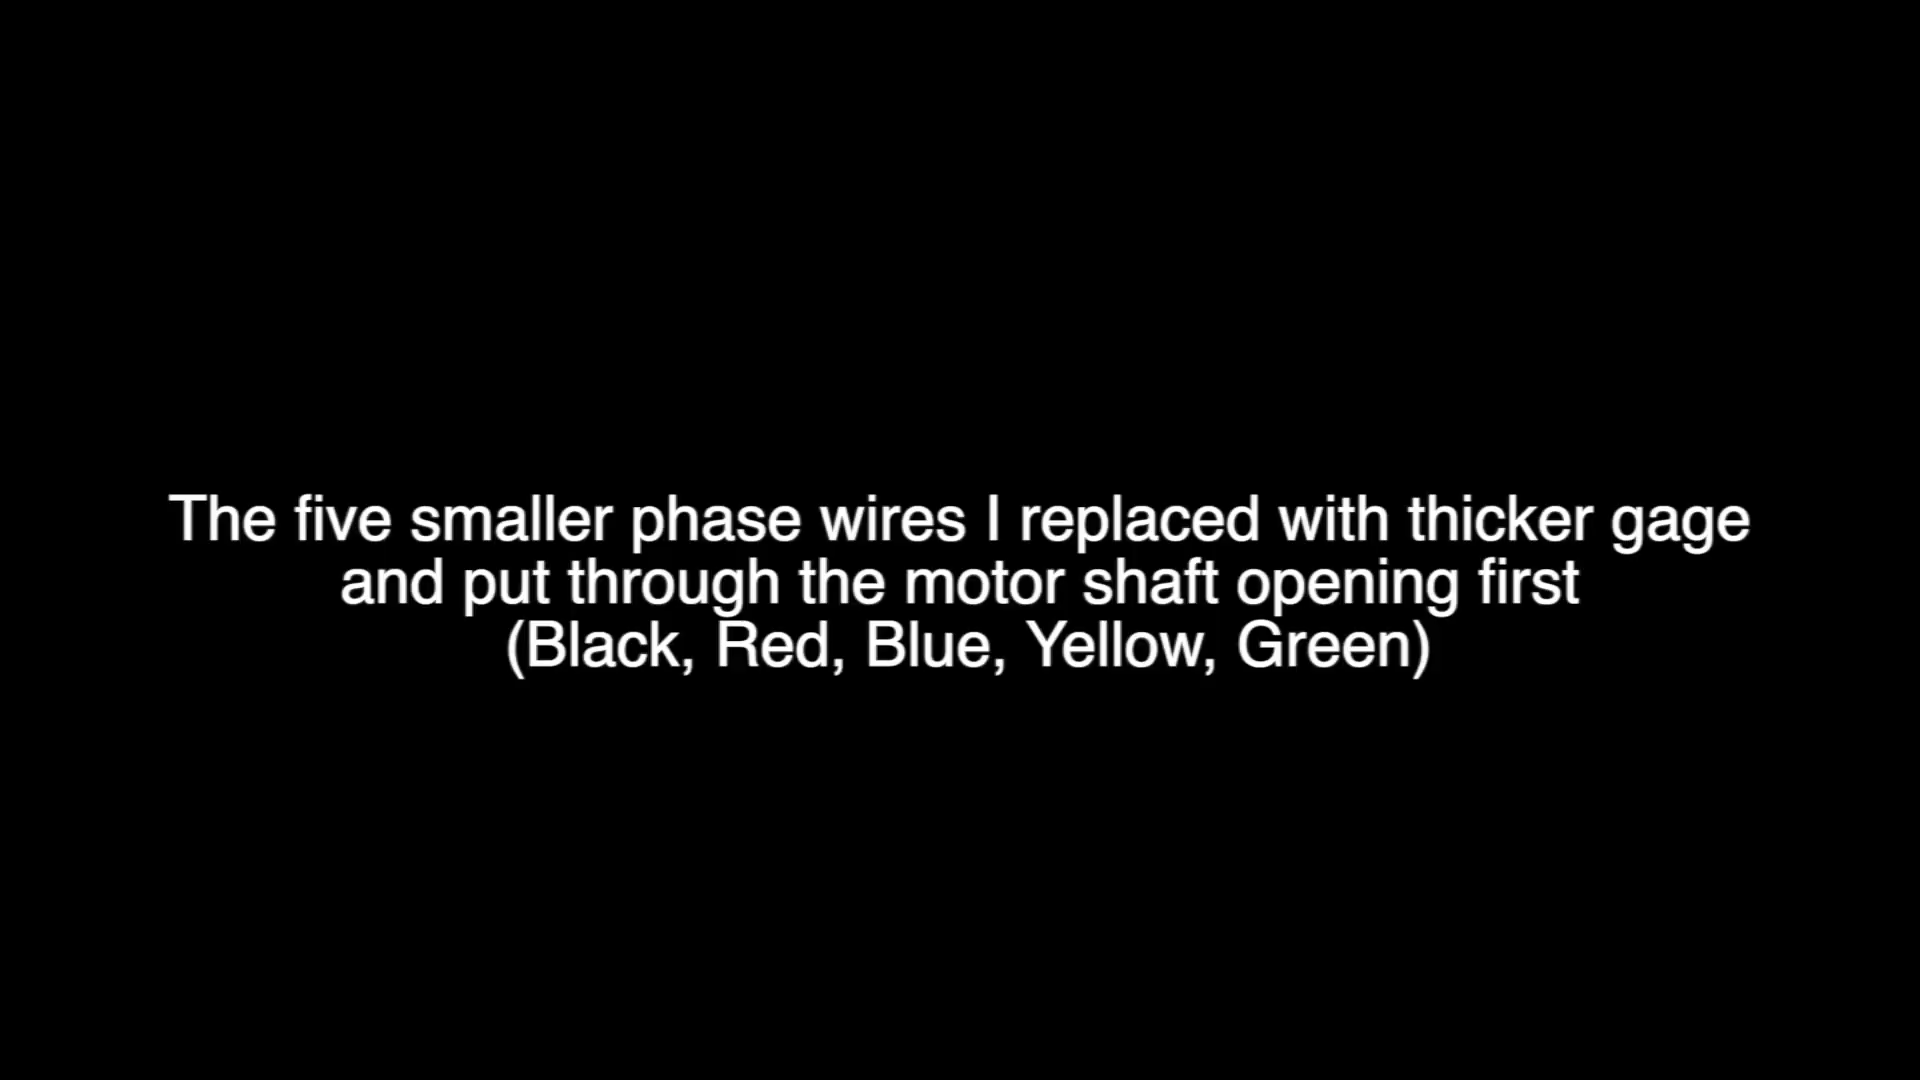 The five smaller phase wires I replaced with thicker gage
and put through the motor shaft opening first
(Black, Red, Blue, Yellow, Green)